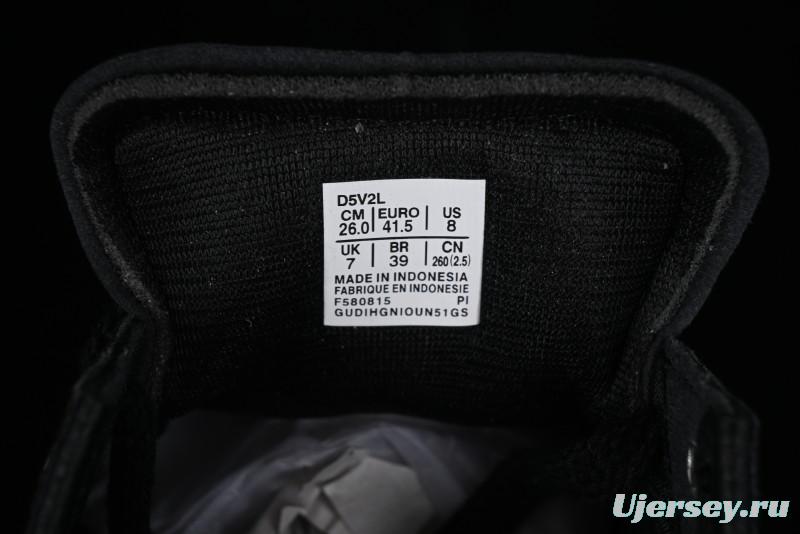 D5V2L
CM EURO US
26.0 41.5 8
UK BR CN
7 39 260(2.5)
MADE IN INDONESIA
FABRIQUE EN INDONESIE
F580815 PI
GUDIHGNIOUN51GS
Ujersey.ru